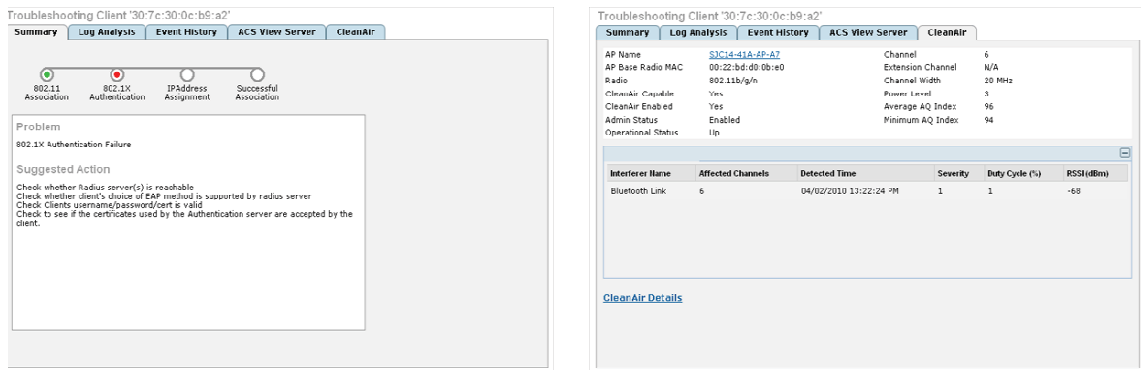 Troubleshooting Client '30:7c:30:0c:b9:a2'
Summary Log Analysis Event History ACS View Server CleanAir
802.11 Association
802.1X Authentication
IPAddress Assignment
Successful Association
Problem
802.1X Authentication Failure
Suggested Action
Check whether Radius server(s) is reachable
Check whether client's choice of EAP method is supported by radius server
Check Clients username/password/cert is valid
Check to see if the certificates used by the Authentication server are accepted by the
client.
Troubleshooting Client '30:7c:30:0c:b9:a2'
Summary Log Analysis Event History ACS View Server CleanAir
AP Name SJC14-41A-AP-A7 Channel 6
AP Base Radio MAC 00:22:bd:d0:0b:e0 Extension Channel N/A
Radio 802.11b/g/n Channel Width 20 MHz
CleanAir Capable Yes Power Level 3
CleanAir Enabled Yes Average AQ Index 96
Admin Status Enabled Minimum AQ Index 94
Operational Status Up
Interferer Name Affected Channels Detected Time Severity Duty Cycle (%) RSSI(dBm)
Bluetooth Link 6 04/02/2010 13:22:24 PM 1 1 -68
CleanAir Details